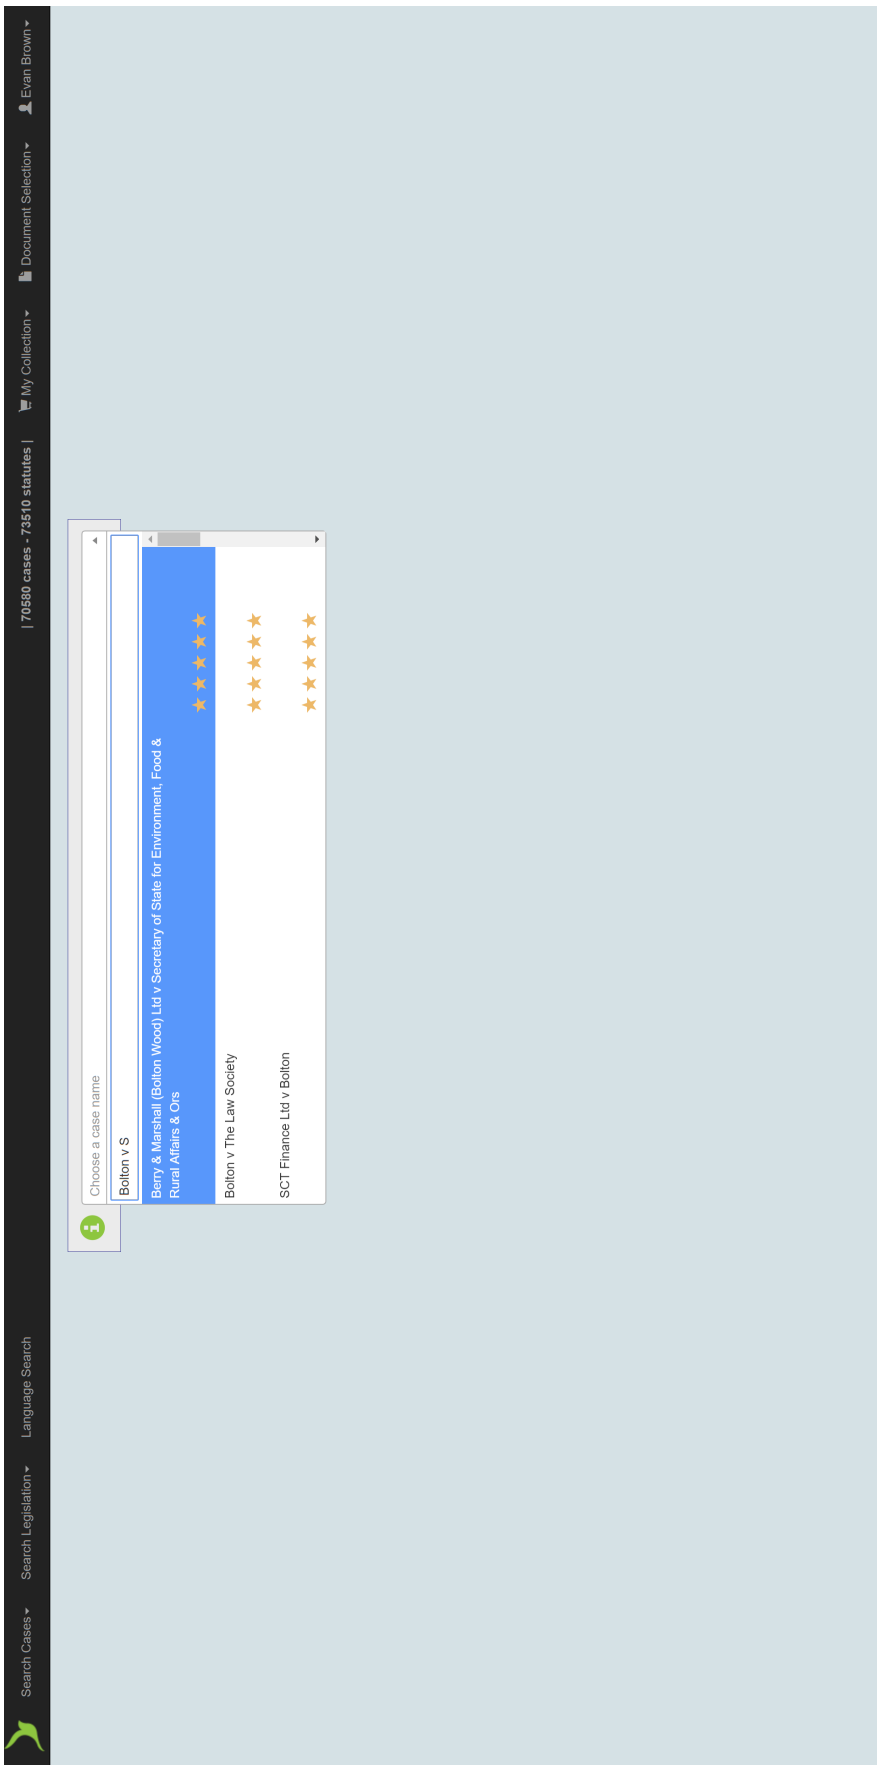 Search Cases
Search Legislation
Language Search
| 70580 cases - 73510 statutes |
My Collection
Document Selection
Evan Brown
Choose a case name
Bolton v S
Berry & Marshall (Bolton Wood) Ltd v Secretary of State for Environment, Food &
Rural Affairs & Ors
Bolton v The Law Society
SCT Finance Ltd v Bolton